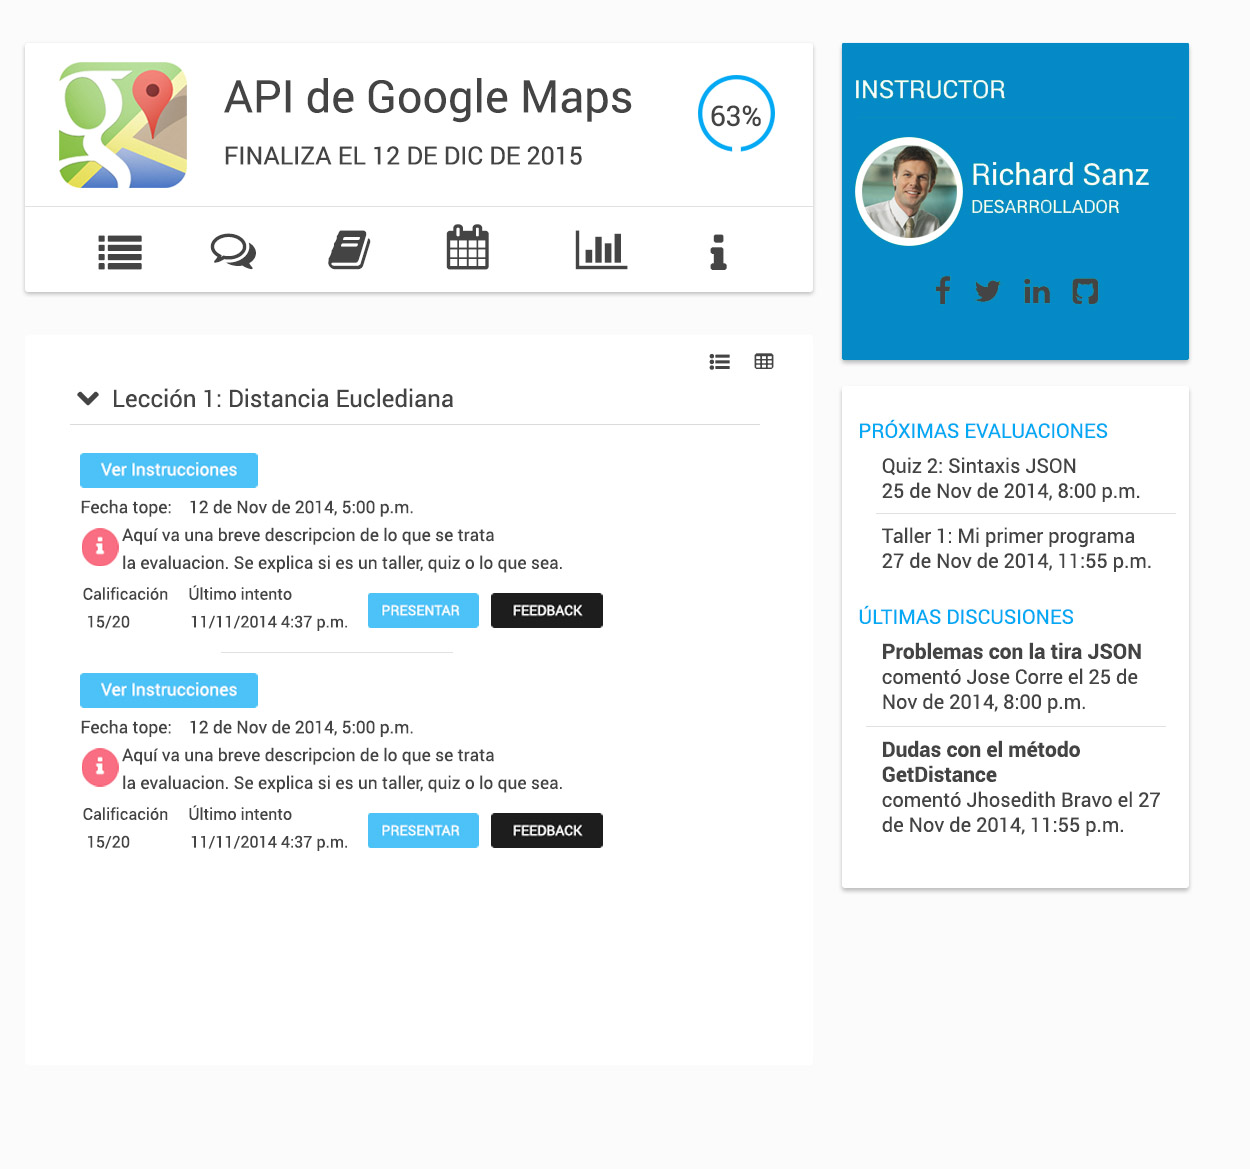 API de Google Maps
FINALIZA EL 12 DE DIC DE 2015
63%
Lección 1: Distancia Euclediana
Ver Instrucciones
Fecha tope: 12 de Nov de 2014, 5:00 p.m.
Aquí va una breve descripcion de lo que se trata
la evaluacion. Se explica si es un taller, quiz o lo que sea.
Calificación Último intento
15/20 11/11/2014 4:37 p.m. PRESENTAR FEEDBACK
Ver Instrucciones
Fecha tope: 12 de Nov de 2014, 5:00 p.m.
Aquí va una breve descripcion de lo que se trata
la evaluacion. Se explica si es un taller, quiz o lo que sea.
Calificación Último intento
15/20 11/11/2014 4:37 p.m. PRESENTAR FEEDBACK
INSTRUCTOR
Richard Sanz
DESARROLLADOR
PRÓXIMAS EVALUACIONES
Quiz 2: Sintaxis JSON
25 de Nov de 2014, 8:00 p.m.
Taller 1: Mi primer programa
27 de Nov de 2014, 11:55 p.m.
ÚLTIMAS DISCUSIONES
Problemas con la tira JSON
comentó Jose Corre el 25 de
Nov de 2014, 8:00 p.m.
Dudas con el método
GetDistance
comentó Jhosedith Bravo el 27
de Nov de 2014, 11:55 p.m.